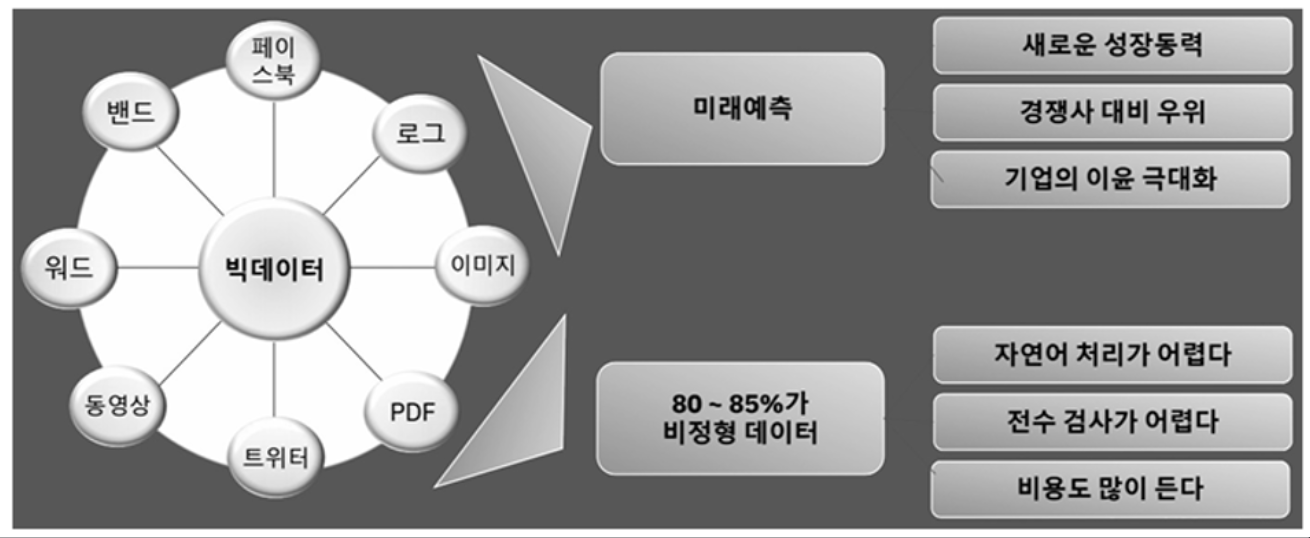 페이
스북
밴드
로그
워드
빅데이터
이미지
동영상
PDF
트위터
미래예측
새로운 성장동력
경쟁사 대비 우위
기업의 이윤 극대화
80 ~ 85%가
비정형 데이터
자연어 처리가 어렵다
전수 검사가 어렵다
비용도 많이 든다